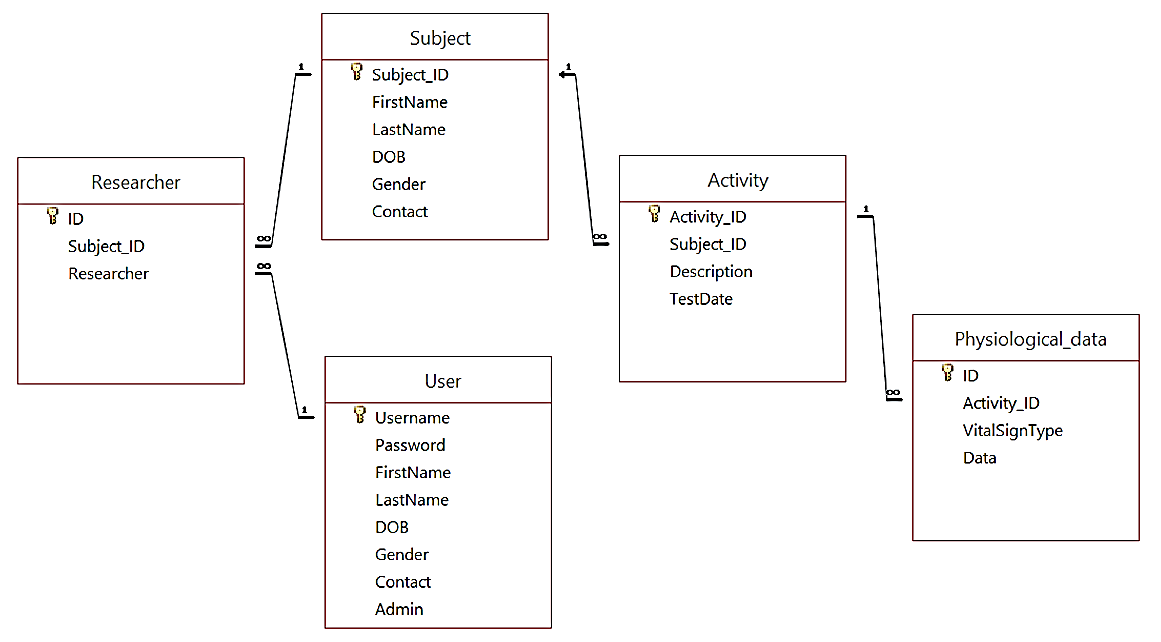 Subject
Subject_ID
FirstName
LastName
DOB
Gender
Contact
1
1
Researcher
ID
Subject_ID
Researcher
∞
∞
Activity
Activity_ID
Subject_ID
Description
TestDate
∞
1
User
Username
Password
FirstName
LastName
DOB
Gender
Contact
Admin
1
Physiological_data
ID
Activity_ID
VitalSignType
Data
∞